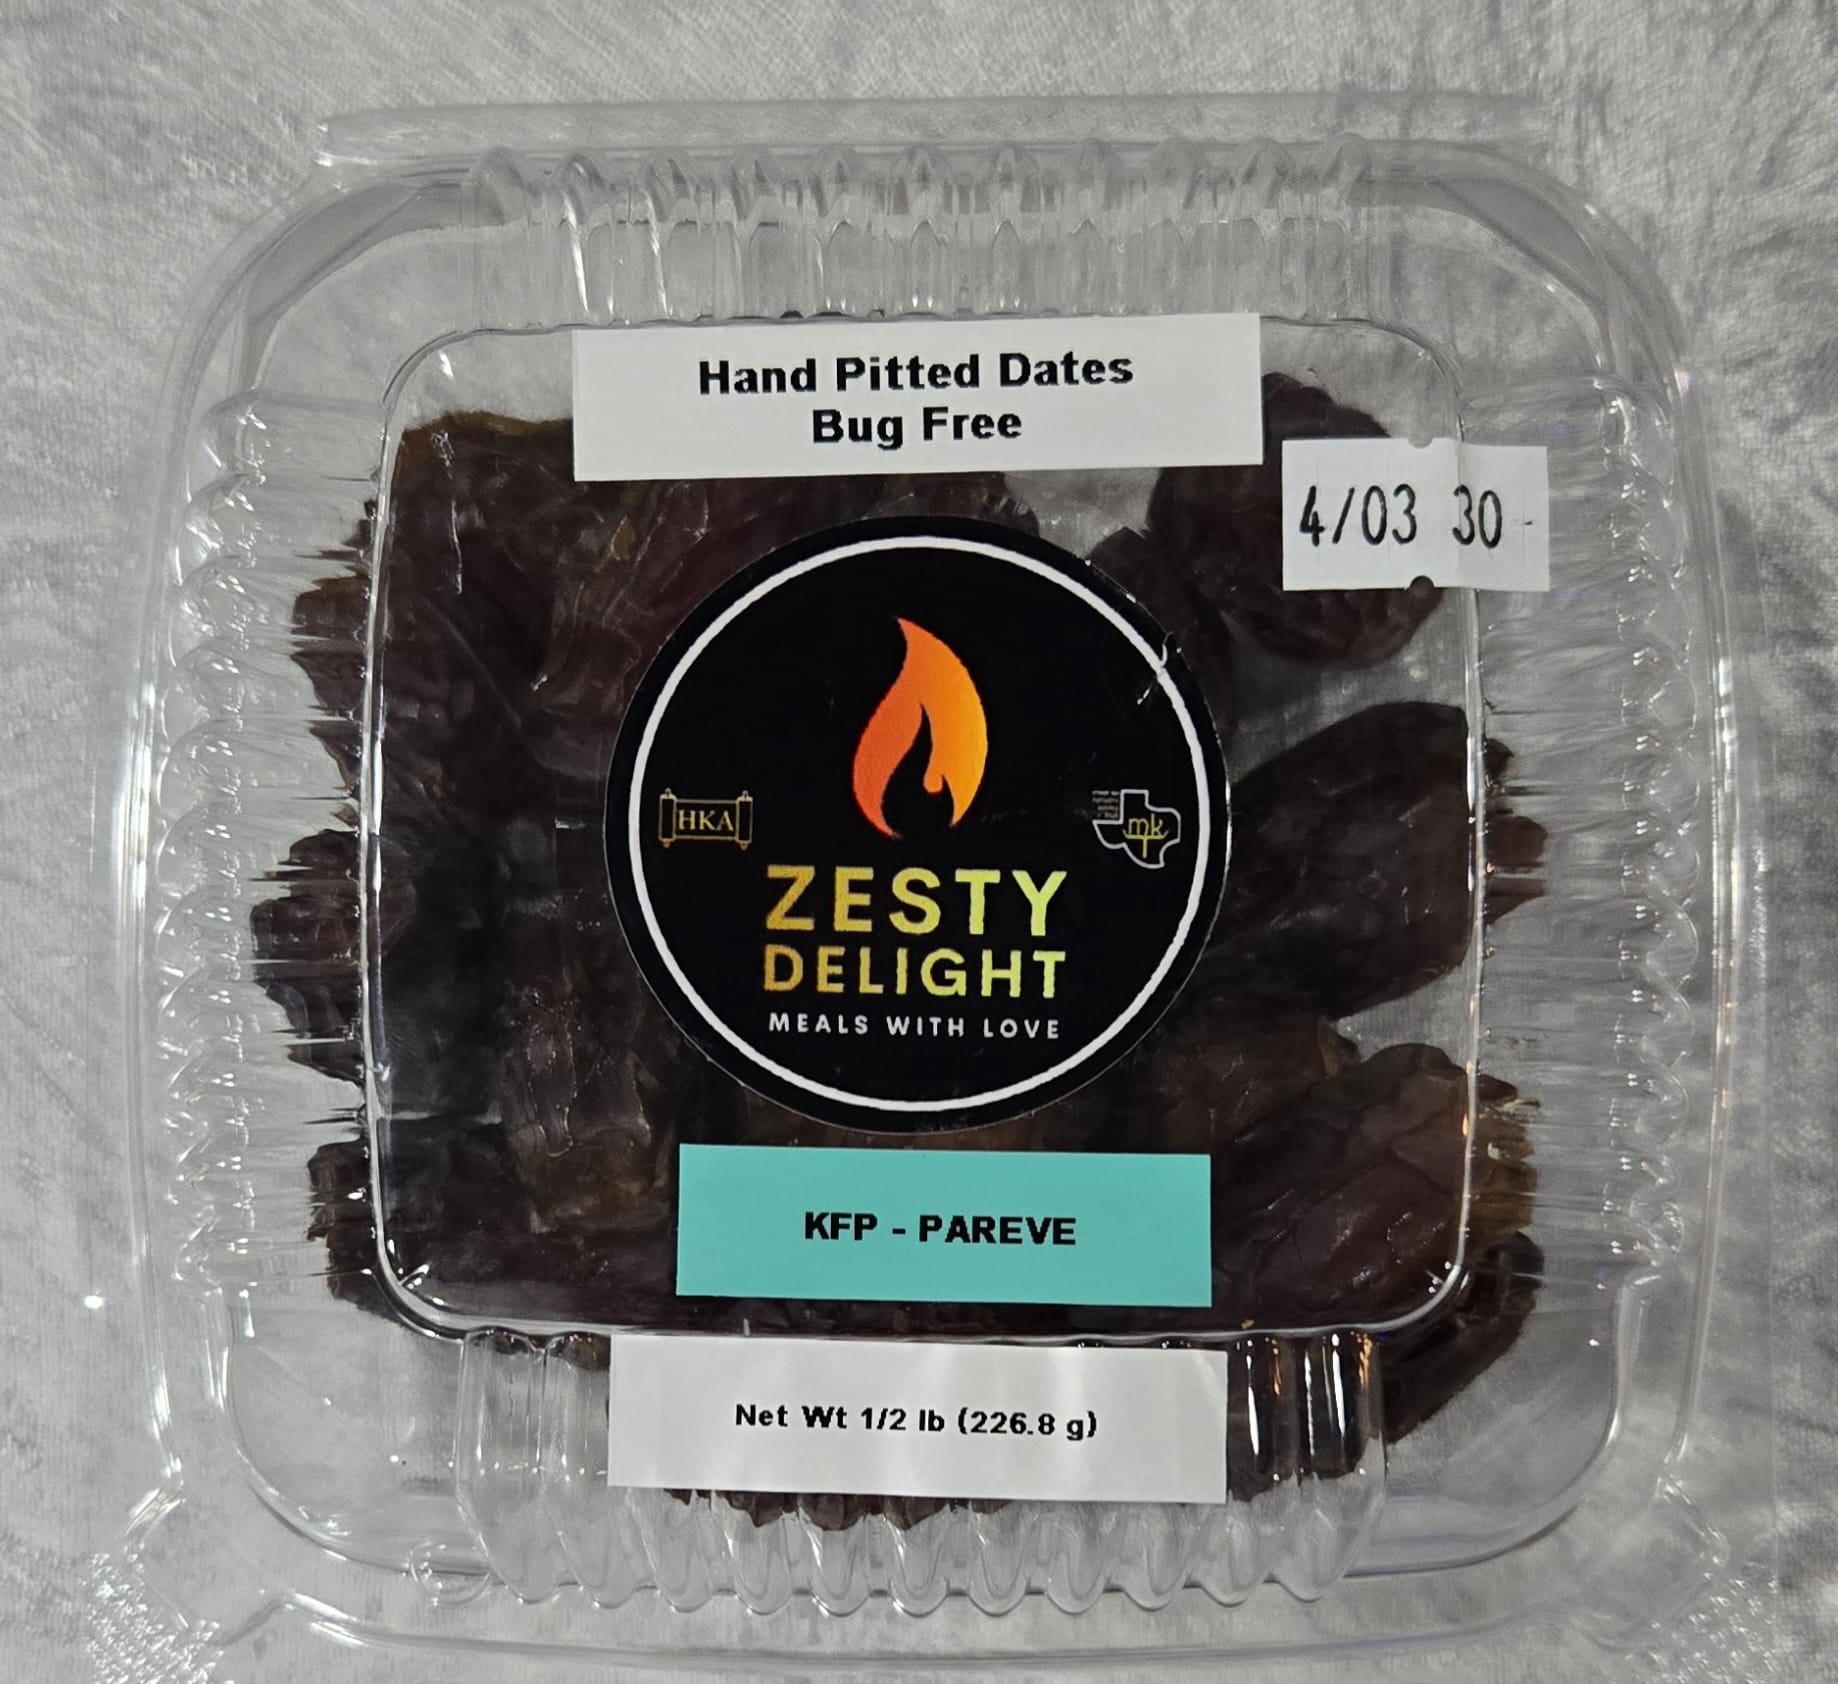 Hand Pitted Dates
Bug Free
4/03 30
HKA
mk
ZESTY
DELIGHT
MEALS WITH LOVE
KFP - PAREVE
Net Wt 1/2 lb (226.8 g)